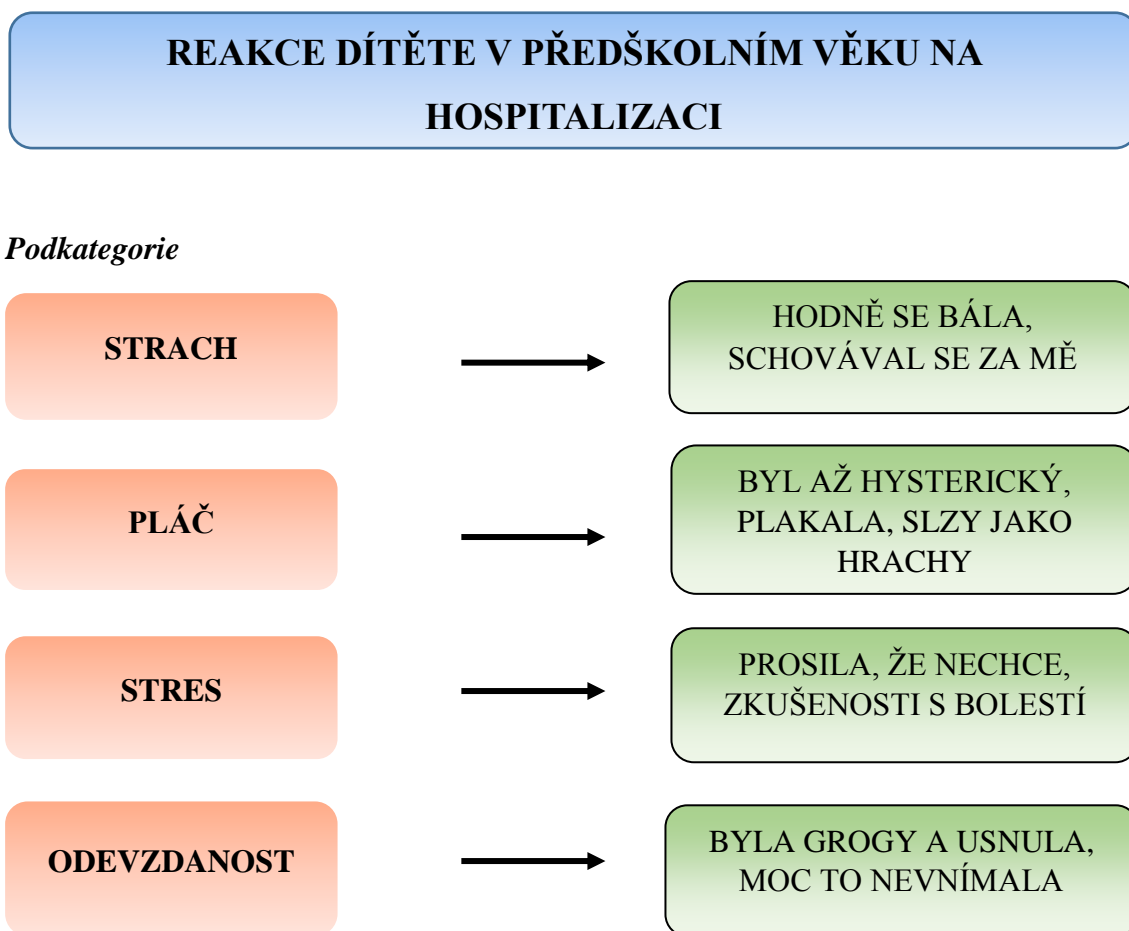 REAKCE DÍTĚTE V PŘEDŠKOLNÍM VĚKU NA
HOSPITALIZACI
Podkategorie
STRACH
HODNĚ SE BÁLA,
SCHOVÁVAL SE ZA MĚ
PLÁČ
BYL AŽ HYSTERICKÝ,
PLAKALA, SLZY JAKO
HRACHY
STRES
PROSILA, ŽE NECHCE,
ZKUŠENOSTI S BOLESTÍ
ODEVZDANOST
BYLA GROGY A USNULA,
MOC TO NEVNÍMALA